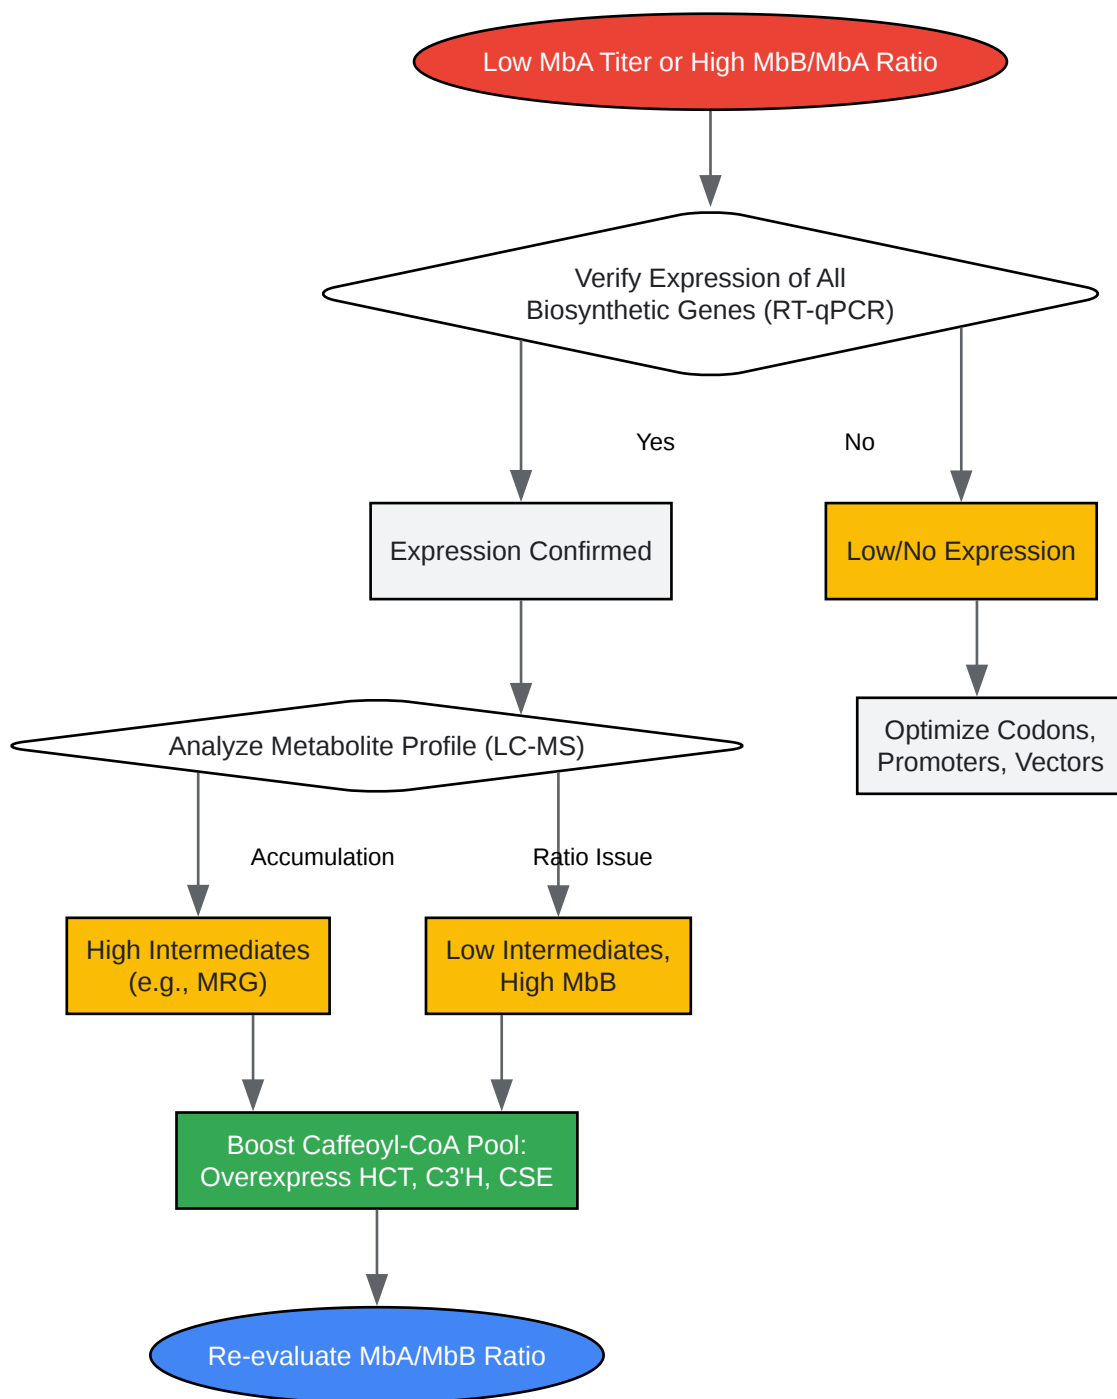 Low MbA Titer or High MbB/MbA Ratio
Verify Expression of All
Biosynthetic Genes (RT-qPCR)
Yes
No
Expression Confirmed
Low/No Expression
Optimize Codons,
Promoters, Vectors
Analyze Metabolite Profile (LC-MS)
Accumulation
Ratio Issue
High Intermediates
(e.g., MRG)
Low Intermediates,
High MbB
Boost Caffeoyl-CoA Pool:
Overexpress HCT, C3'H, CSE
Re-evaluate MbA/MbB Ratio